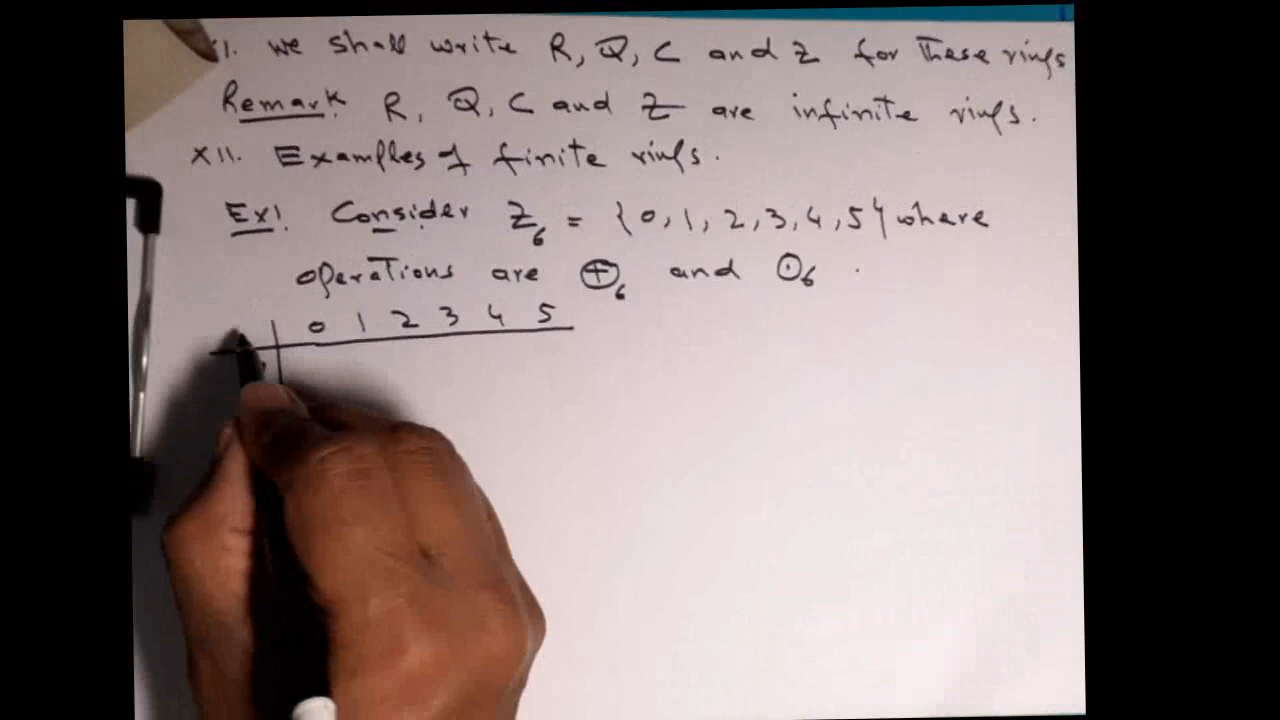 I. We shall write R, Q, C and Z for these rings
Remark: R, Q, C and Z are infinite rings.
XII. Examples of finite rings.
Ex! Consider Z₆ = {0, 1, 2, 3, 4, 5} where
operations are ⊕₆ and ⊙₆ .
0 1 2 3 4 5